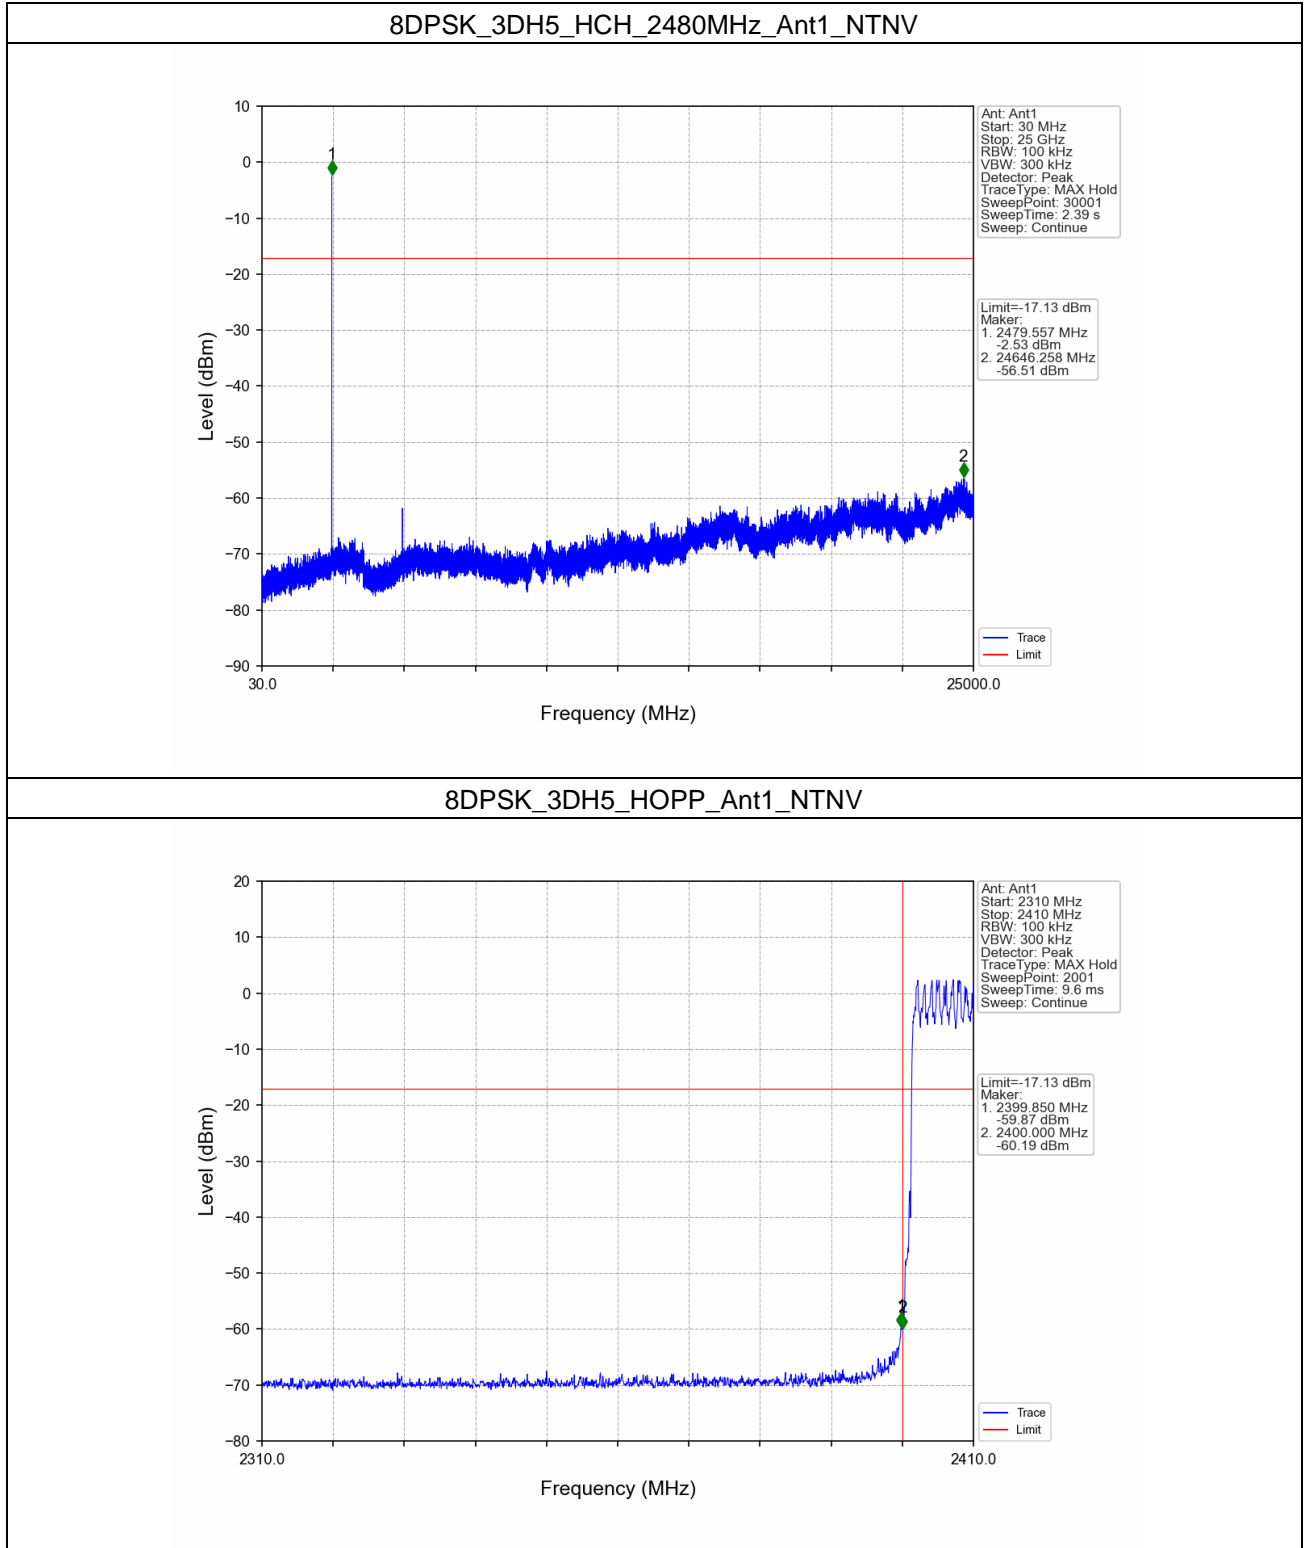 8DPSK_3DH5_HCH_2480MHz_Ant1_NTNV
10
0
−10
−20
−30
−40
−50
−60
−70
−80
−90
Level (dBm)
1
2
30.0
25000.0
Frequency (MHz)
Ant: Ant1
Start: 30 MHz
Stop: 25 GHz
RBW: 100 kHz
VBW: 300 kHz
Detector: Peak
TraceType: MAX Hold
SweepPoint: 30001
SweepTime: 2.39 s
Sweep: Continue
Limit=-17.13 dBm
Maker:
1. 2479.557 MHz
-2.53 dBm
2. 24646.258 MHz
-56.51 dBm
Trace
Limit
8DPSK_3DH5_HOPP_Ant1_NTNV
20
10
0
−10
−20
−30
−40
−50
−60
−70
−80
Level (dBm)
2
2310.0
2410.0
Frequency (MHz)
Ant: Ant1
Start: 2310 MHz
Stop: 2410 MHz
RBW: 100 kHz
VBW: 300 kHz
Detector: Peak
TraceType: MAX Hold
SweepPoint: 2001
SweepTime: 9.6 ms
Sweep: Continue
Limit=-17.13 dBm
Maker:
1. 2399.850 MHz
-59.87 dBm
2. 2400.000 MHz
-60.19 dBm
Trace
Limit